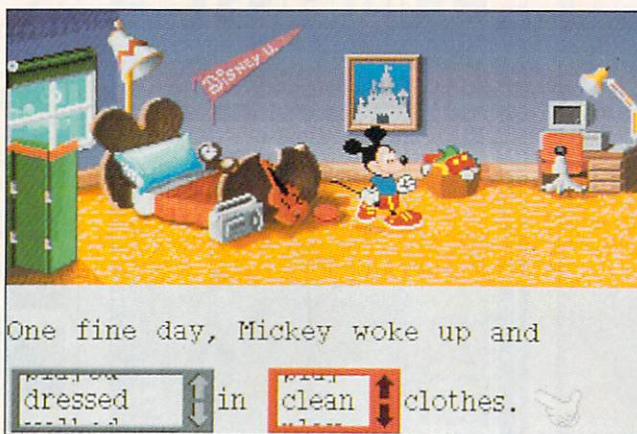 DISNEY U.
One fine day, Mickey woke up and
dressed in clean clothes.